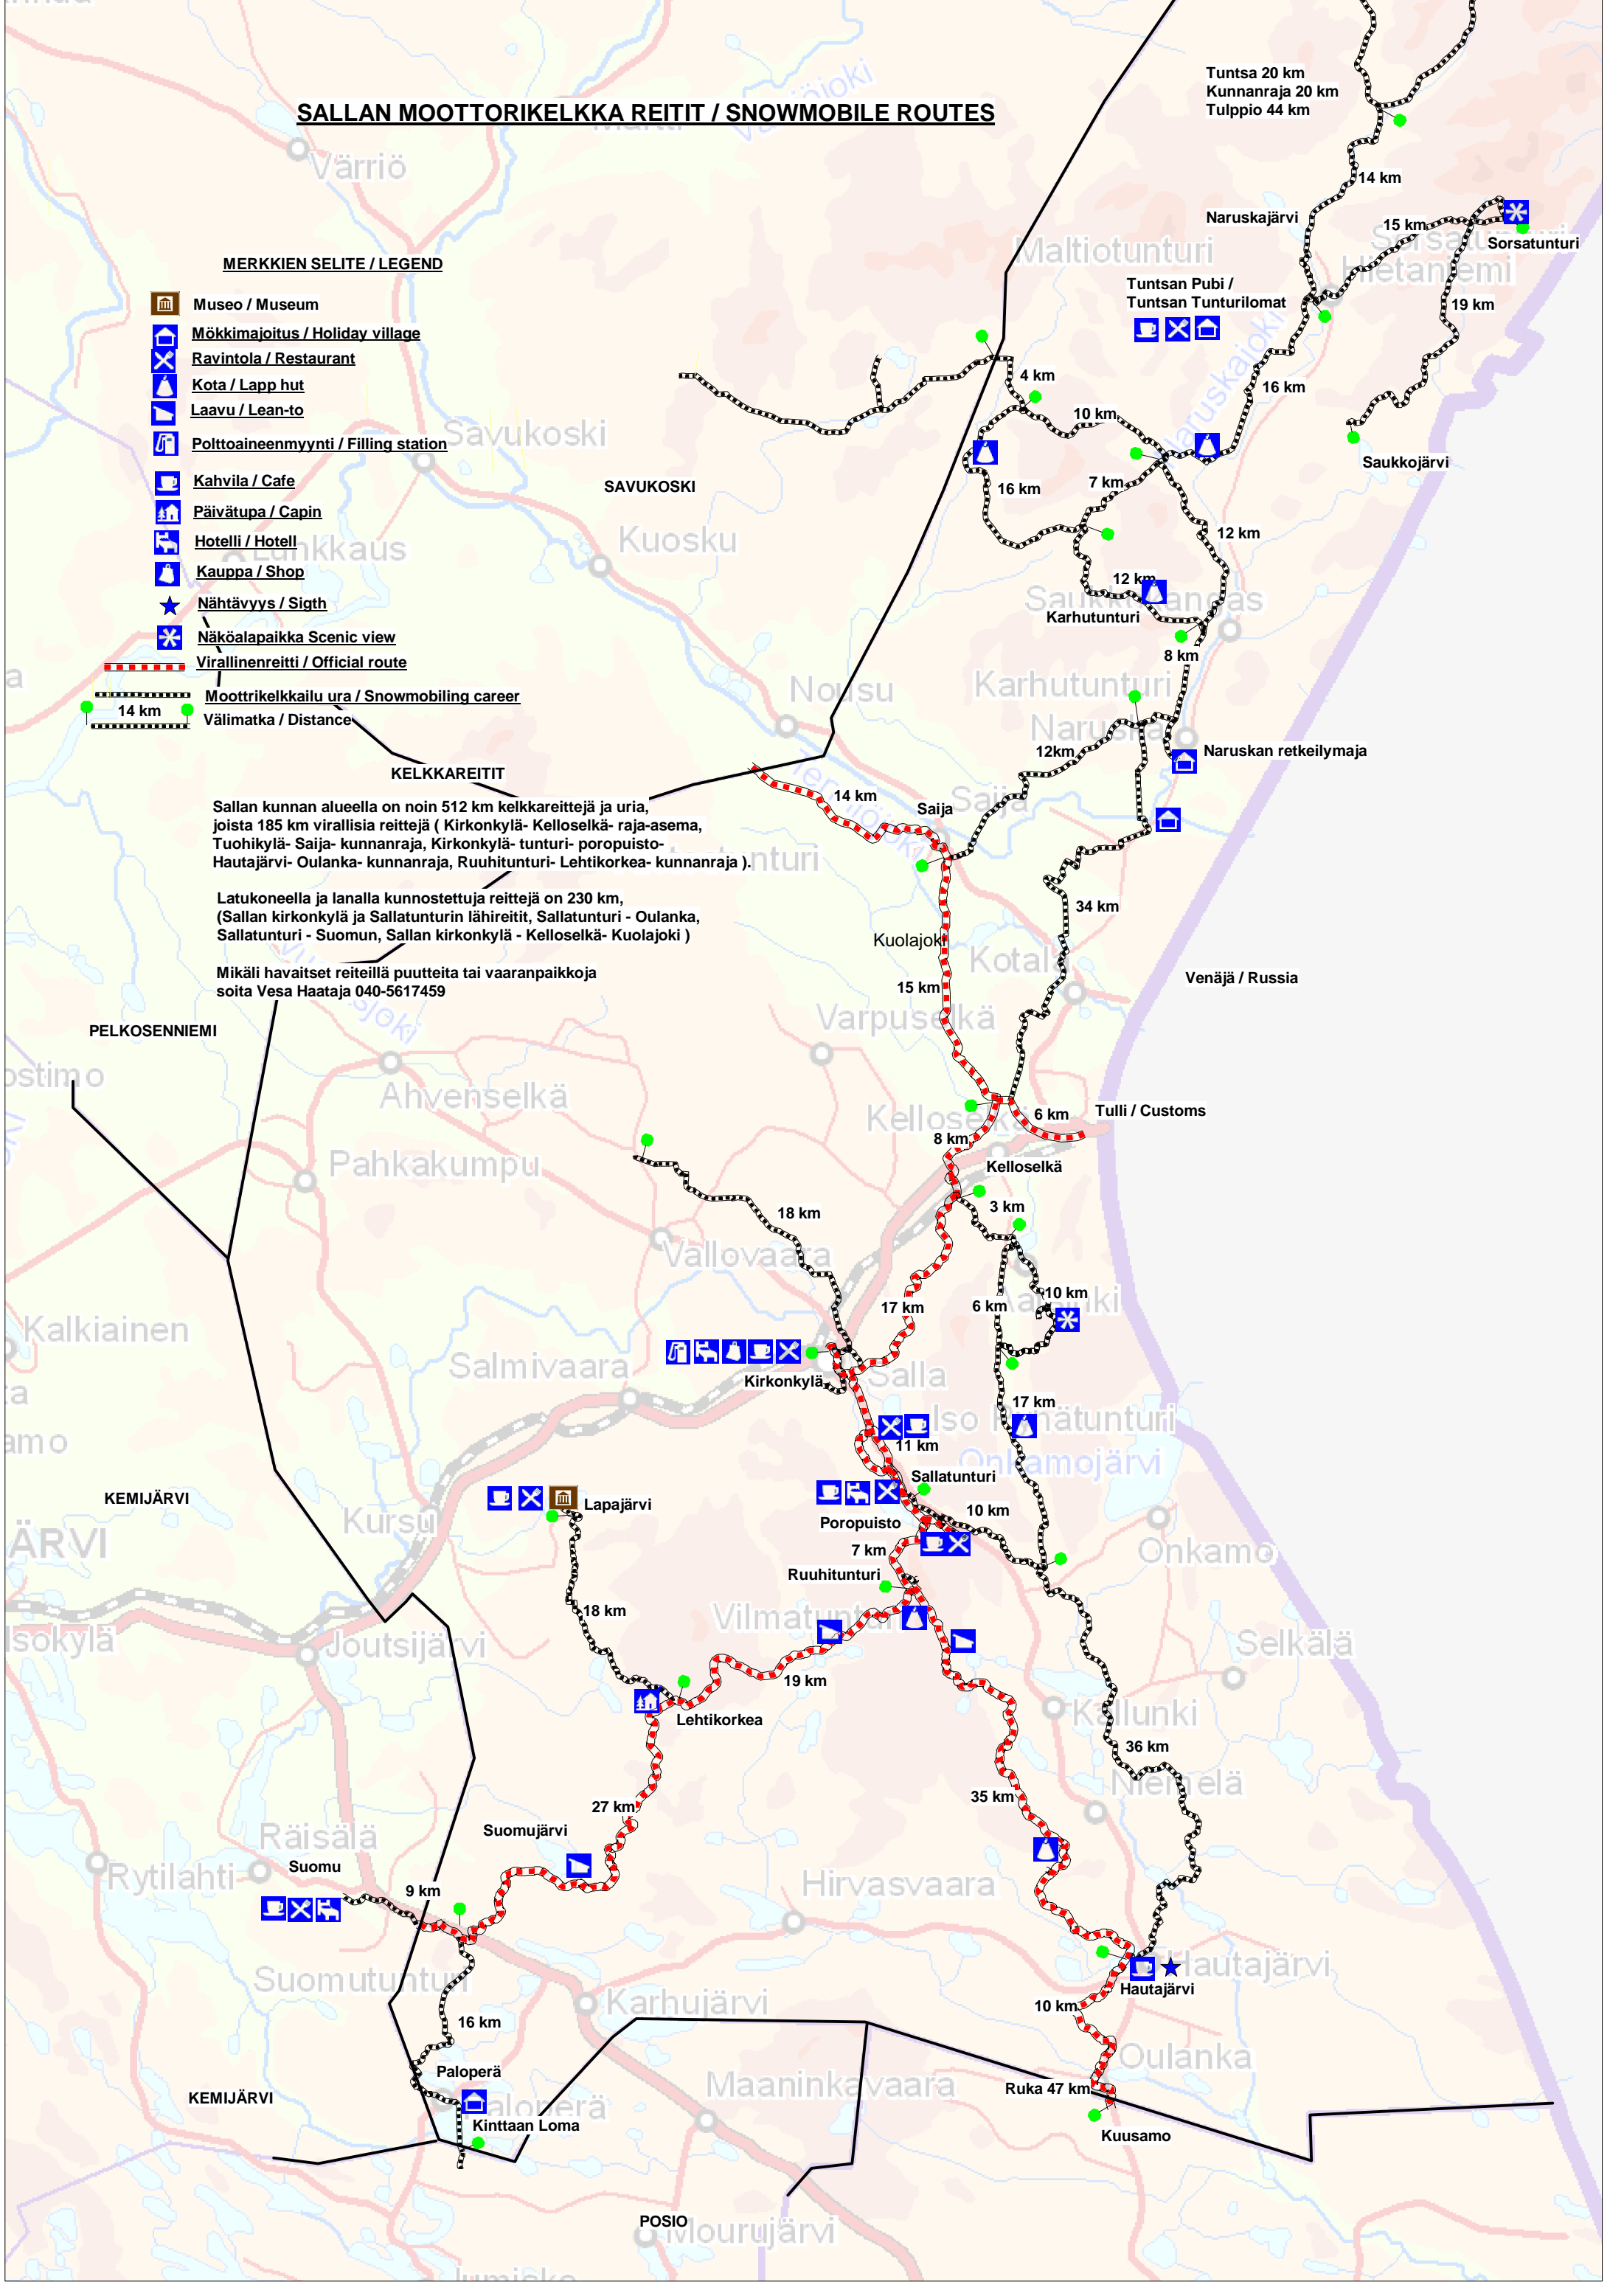 SALLAN MOOTTORIKELKKA REITIT / SNOWMOBILE ROUTES
Tuntsa 20 km
Kunnanraja 20 km
Tulppio 44 km
Värriö
14 km
Naruskajärvi
15 km
Sorsatunturi
Hietaniemi
Maltiotunturi
19 km
Tuntsan Pubi /
Tuntsan Tunturilomat
Naruskajoki
16 km
MERKKIEN SELITE / LEGEND
Museo / Museum
Mökkimajoitus / Holiday village
Ravintola / Restaurant
Kota / Lapp hut
Laavu / Lean-to
Polttoaineenmyynti / Filling station
Kahvila / Cafe
Päivätupa / Capin
Hotelli / Hotell
Kauppa / Shop
Nähtävyys / Sigth
Näköalapaikka Scenic view
Virallinenreitti / Official route
Moottrikelkkailu ura / Snowmobiling career
14 km
Välimatka / Distance
4 km
10 km
Saukkojärvi
Savukoski
SAVUKOSKI
16 km
7 km
12 km
Kuosku
12 km
Karhutunturi
8 km
Karhutunturi
Nousu
Naruska
12km
Naruskan retkeilymaja
KELKKAREITIT
Sallan kunnan alueella on noin 512 km kelkkareittejä ja uria,
joista 185 km virallisia reittejä ( Kirkonkylä- Kelloselkä- raja-asema,
Tuohikylä- Saija- kunnanraja, Kirkonkylä- tunturi- poropuisto-
Hautajärvi- Oulanka- kunnanraja, Ruuhitunturi- Lehtikorkea- kunnanraja ).
Latukoneella ja lanalla kunnostettuja reittejä on 230 km,
(Sallan kirkonkylä ja Sallatunturin lähireitit, Sallatunturi - Oulanka,
Sallatunturi - Suomun, Sallan kirkonkylä - Kelloselkä- Kuolajoki )
Mikäli havaitset reiteillä puutteita tai vaaranpaikkoja
soita Vesa Haataja 040-5617459
14 km
Saija
Saija
34 km
Kuolajoki
Kotala
15 km
Venäjä / Russia
Varpuselkä
PELKOSENNIEMI
Ahvenselkä
6 km
Tulli / Customs
8 km
Kelloselkä
Pahkakumpu
3 km
18 km
Vallovaara
17 km
6 km
10 km
Kalkiainen
Salmivaara
Kirkonkylä
Salla
17 km
11 km
Onkamojärvi
Sallatunturi
KEMIJÄRVI
Lapajärvi
Kursu
Poropuisto
10 km
ÄRVI
7 km
Onkamo
Ruuhitunturi
18 km
Isokylä
Joutsijärvi
Selkälä
19 km
Lehtikorkea
Kallunki
36 km
Niemelä
35 km
27 km
Suomujärvi
Räisälä
Rytilahti
Suomu
9 km
Hirvasvaara
Hautajärvi
Hautajärvi
Suomutunturi
Karhujärvi
10 km
16 km
Oulanka
Paloperä
Maaninkavaara
Ruka 47 km
KEMIJÄRVI
Paloperä
Kinttaan Loma
Kuusamo
POSIO
Mourujärvi